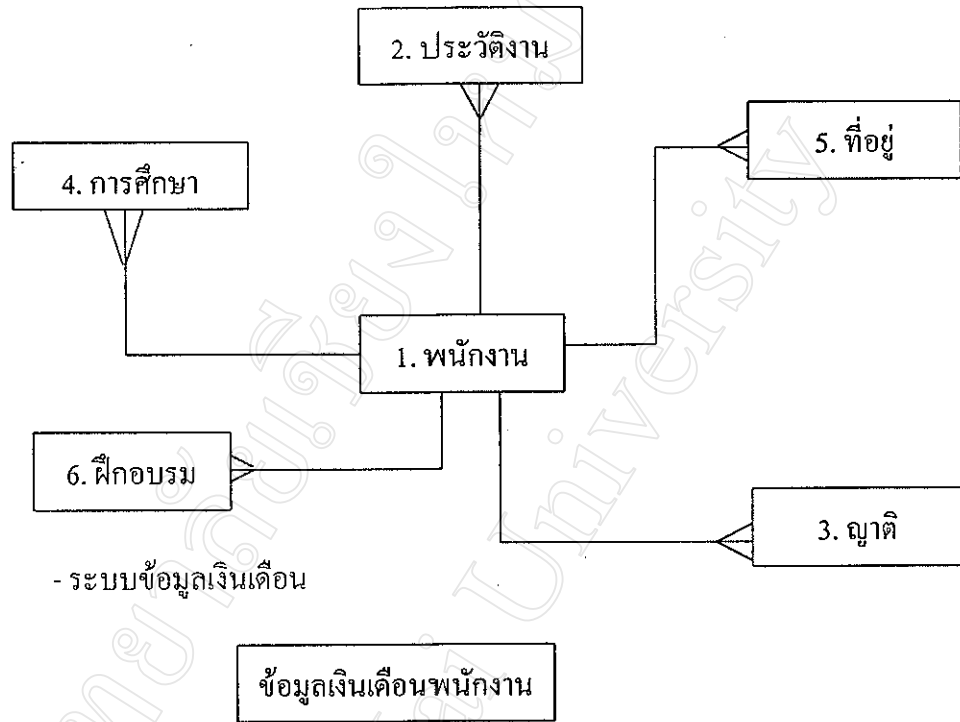 2. ประวัติงาน
5. ที่อยู่
4. การศึกษา
1. พนักงาน
6. ฝึกอบรม
3. ญาติ
- ระบบข้อมูลเงินเดือน
ข้อมูลเงินเดือนพนักงาน
University